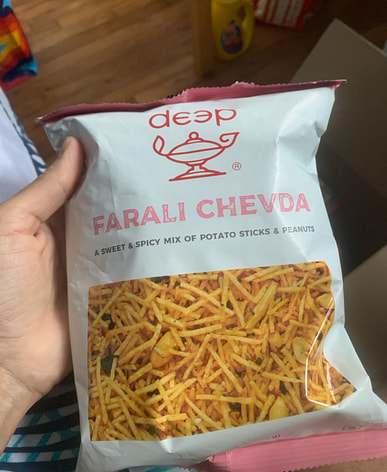 deep
®
FARALI CHEVDA
A SWEET & SPICY MIX OF POTATO STICKS & PEANUTS